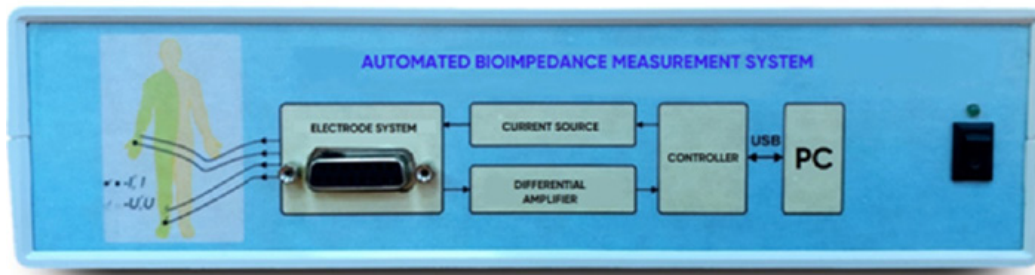 AUTOMATED BIOIMPEDANCE MEASUREMENT SYSTEM
ELECTRODE SYSTEM
CURRENT SOURCE
CONTROLLER
USB
PC
DIFFERENTIAL
AMPLIFIER
-U,U